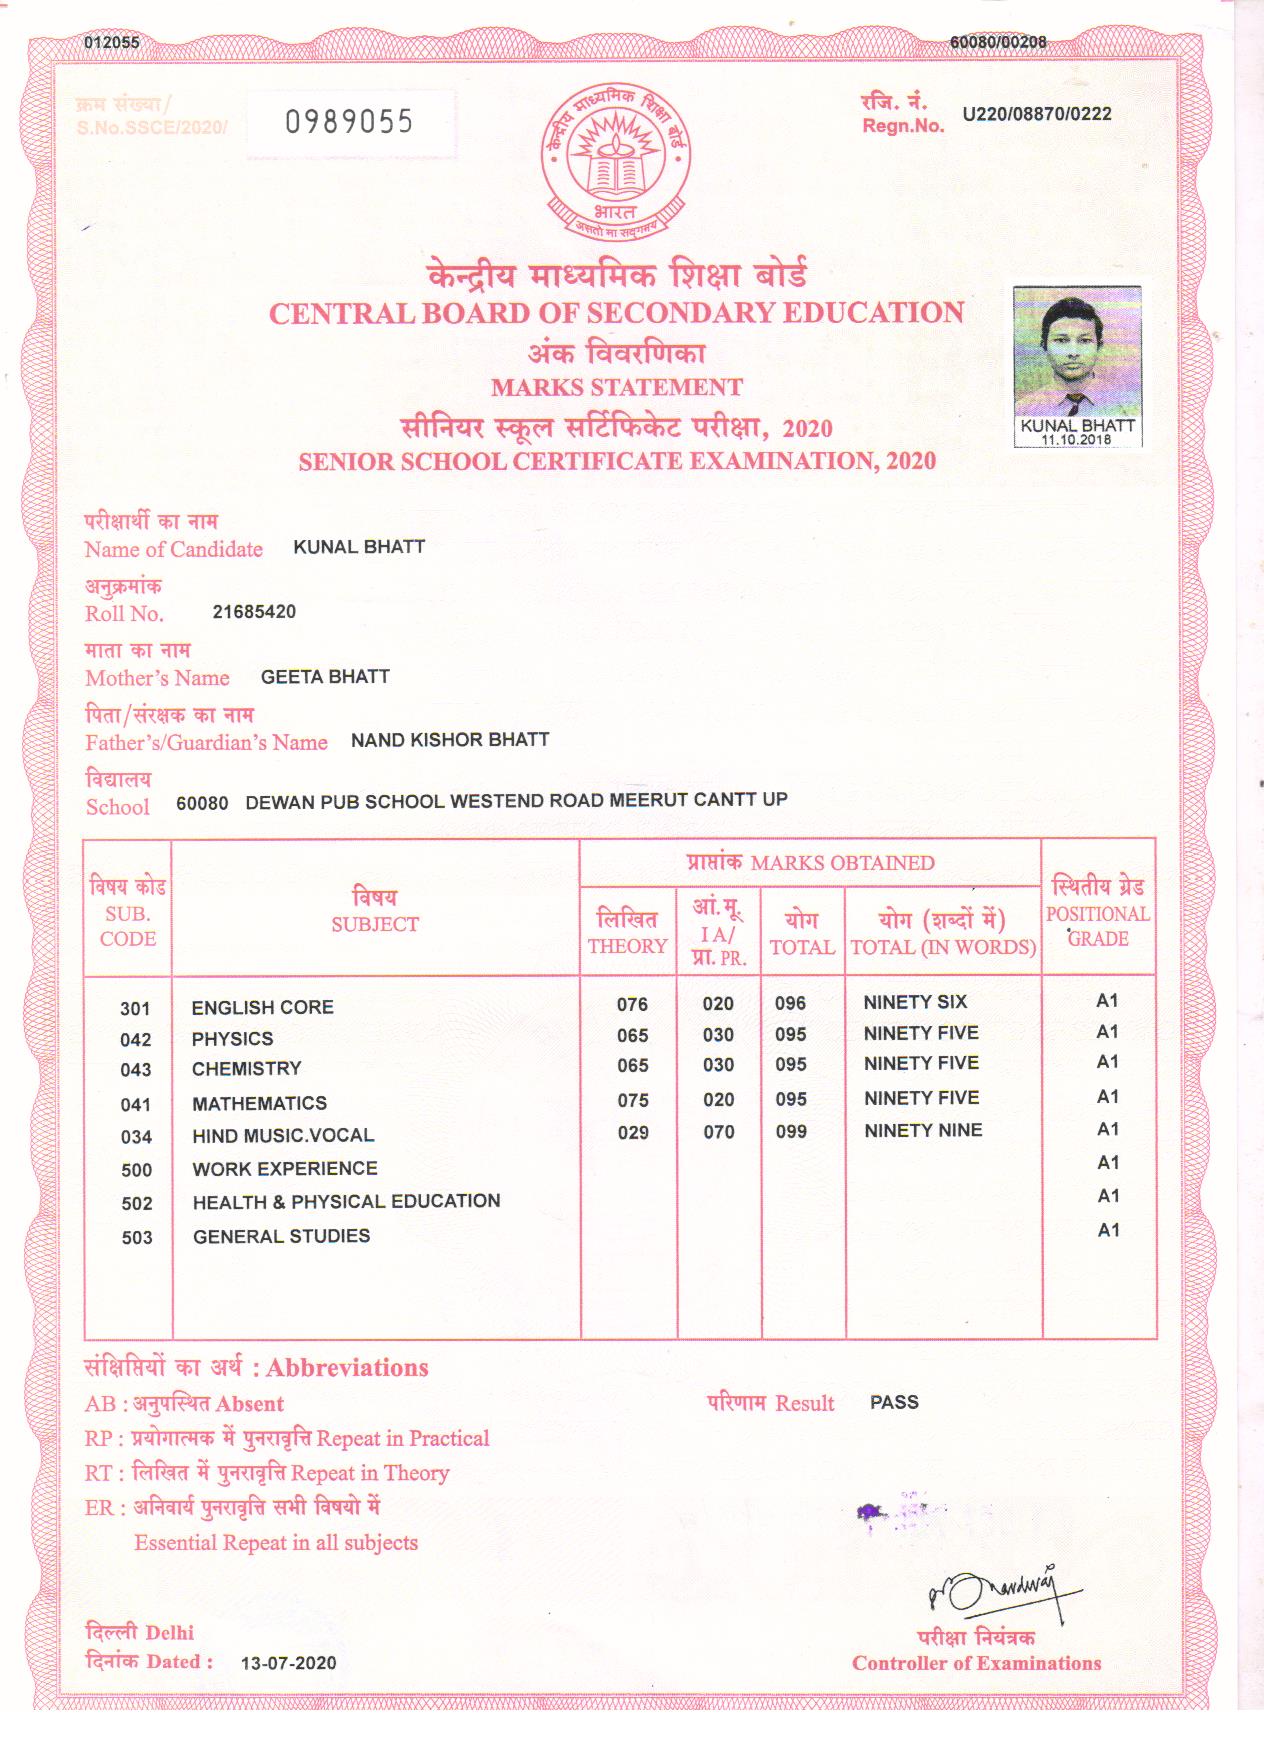 012055
60080/00208
क्रम संख्या/
S.No.SSCE/2020/
0989055
रजि. नं.
Regn.No.
U220/08870/0222
केन्द्रीय माध्यमिक शिक्षा बोर्ड
भारत
असतो मा सद्गमय
केन्द्रीय माध्यमिक शिक्षा बोर्ड
CENTRAL BOARD OF SECONDARY EDUCATION
अंक विवरणिका
MARKS STATEMENT
सीनियर स्कूल सर्टिफिकेट परीक्षा, 2020
SENIOR SCHOOL CERTIFICATE EXAMINATION, 2020
KUNAL BHATT
11.10.2018
परीक्षार्थी का नाम
Name of Candidate KUNAL BHATT
अनुक्रमांक
Roll No. 21685420
माता का नाम
Mother's Name GEETA BHATT
पिता/संरक्षक का नाम
Father's/Guardian's Name NAND KISHOR BHATT
विद्यालय
School 60080 DEWAN PUB SCHOOL WESTEND ROAD MEERUT CANTT UP
विषय कोड
SUB.
CODE
विषय
SUBJECT
प्राप्तांक MARKS OBTAINED
लिखित
THEORY
आं.मू.
I A/
प्रा. PR.
योग
TOTAL
योग (शब्दों में)
TOTAL (IN WORDS)
स्थितीय ग्रेड
POSITIONAL
GRADE
301 ENGLISH CORE 076 020 096 NINETY SIX A1
042 PHYSICS 065 030 095 NINETY FIVE A1
043 CHEMISTRY 065 030 095 NINETY FIVE A1
041 MATHEMATICS 075 020 095 NINETY FIVE A1
034 HIND MUSIC.VOCAL 029 070 099 NINETY NINE A1
500 WORK EXPERIENCE A1
502 HEALTH & PHYSICAL EDUCATION A1
503 GENERAL STUDIES A1
संक्षिप्तियों का अर्थ : Abbreviations
AB : अनुपस्थित Absent
परिणाम Result PASS
RP : प्रयोगात्मक में पुनरावृत्ति Repeat in Practical
RT : लिखित में पुनरावृत्ति Repeat in Theory
ER : अनिवार्य पुनरावृत्ति सभी विषयो में
Essential Repeat in all subjects
दिल्ली Delhi
दिनांक Dated : 13-07-2020
परीक्षा नियंत्रक
Controller of Examinations